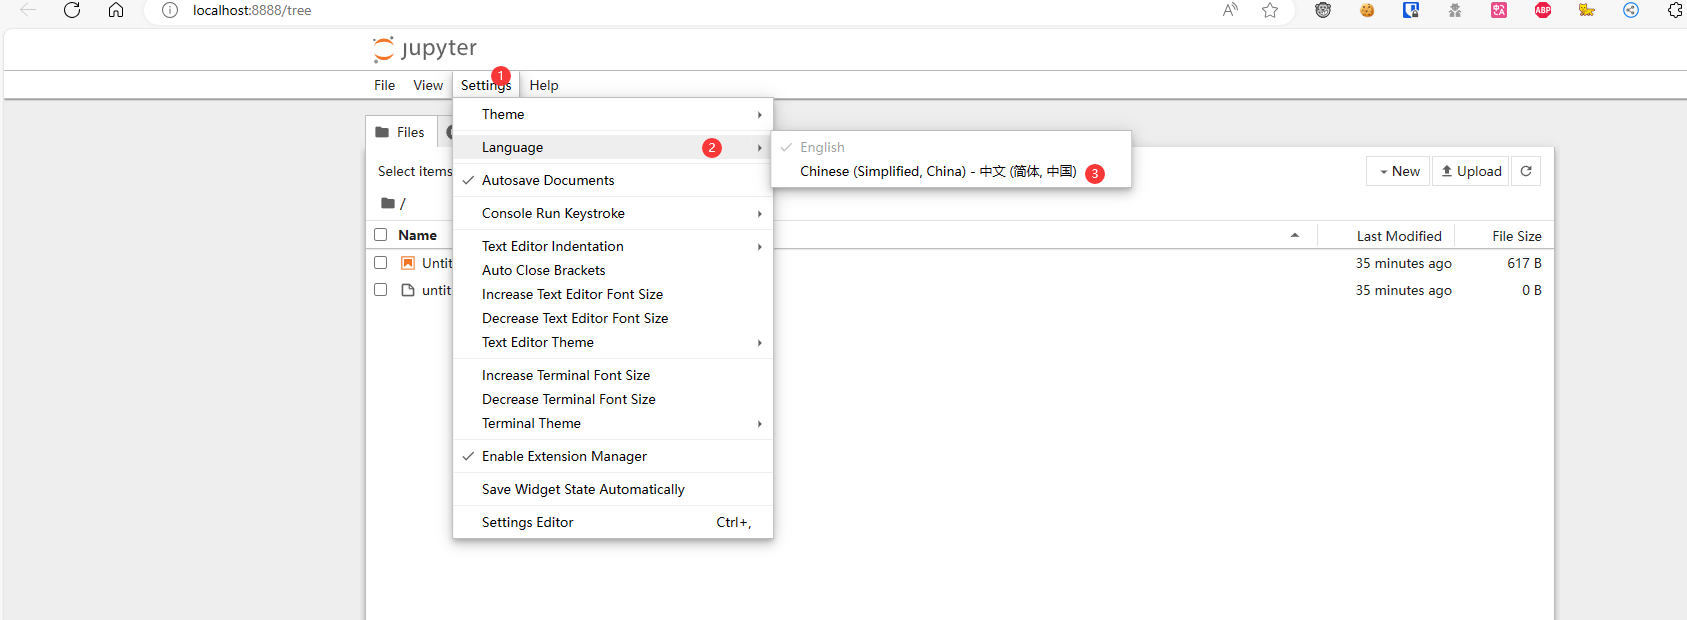 localhost:8888/tree
jupyter
File View Settings Help
1
Theme
Language 2
Autosave Documents
Console Run Keystroke
Text Editor Indentation
Auto Close Brackets
Increase Text Editor Font Size
Decrease Text Editor Font Size
Text Editor Theme
Increase Terminal Font Size
Decrease Terminal Font Size
Terminal Theme
Enable Extension Manager
Save Widget State Automatically
Settings Editor Ctrl+,
English
Chinese (Simplified, China) - 中文 (简体, 中国) 3
Files
Select items
New Upload
/
Name Last Modified File Size
Untit 35 minutes ago 617 B
untit 35 minutes ago 0 B
ABP